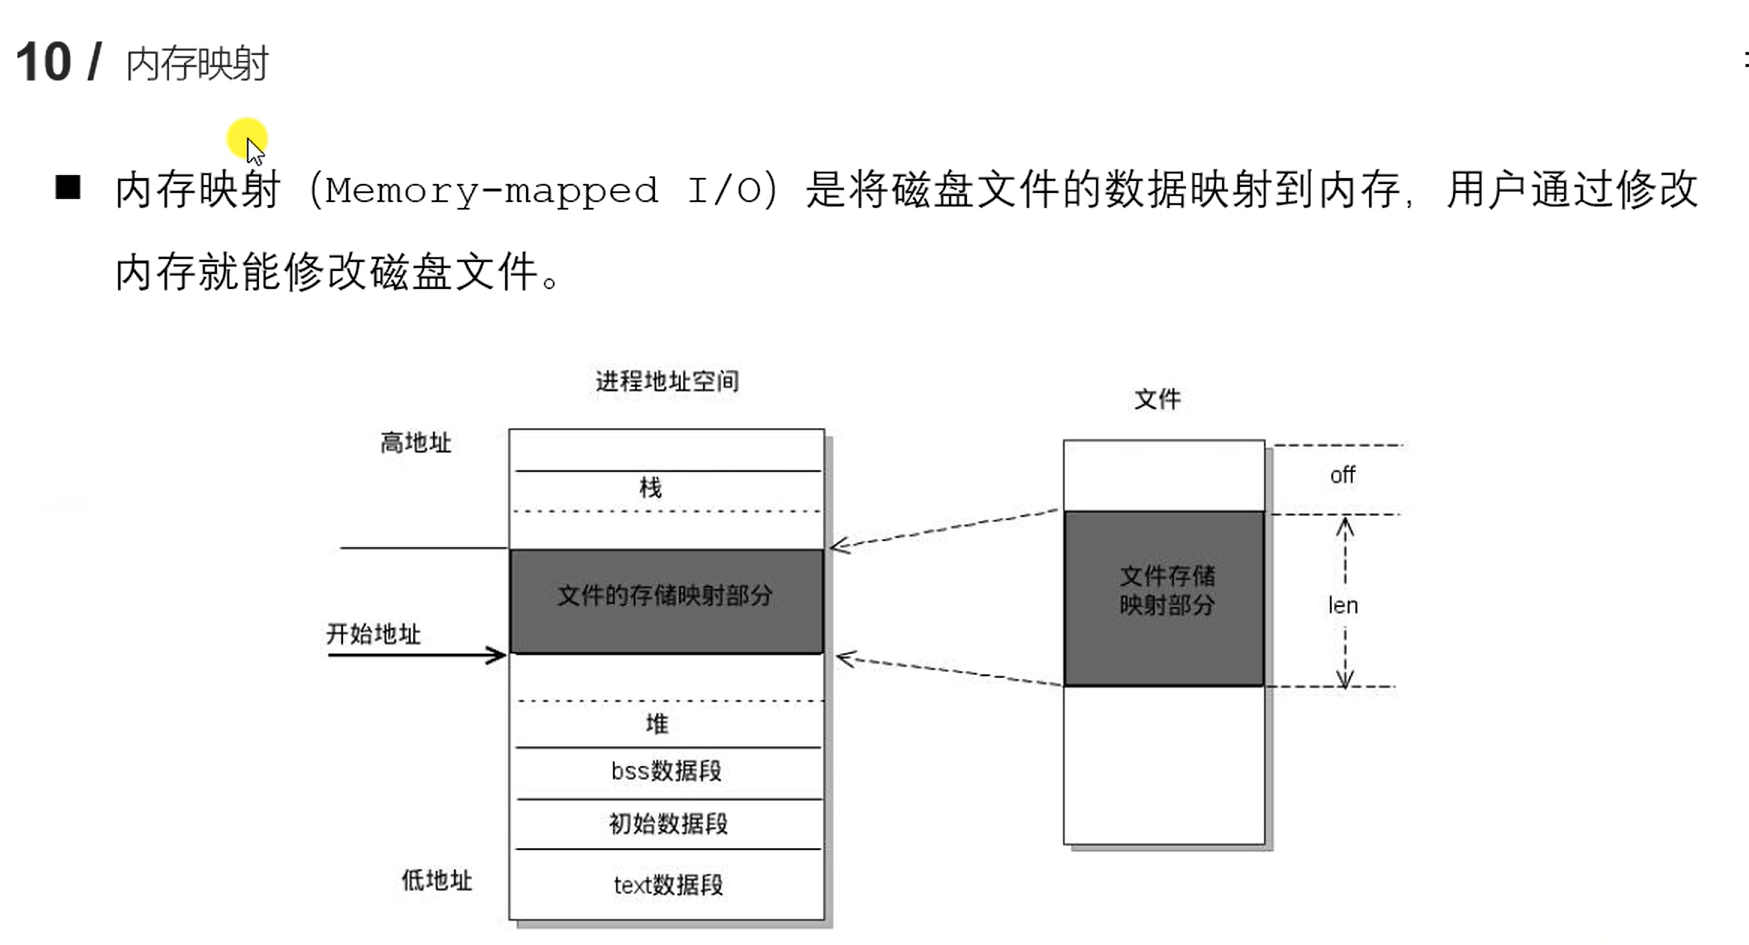 10 / 内存映射
■ 内存映射（Memory-mapped I/O）是将磁盘文件的数据映射到内存，用户通过修改
内存就能修改磁盘文件。
进程地址空间
文件
高地址
栈
off
文件的存储映射部分
文件存储
映射部分
len
开始地址
堆
bss数据段
初始数据段
低地址
text数据段